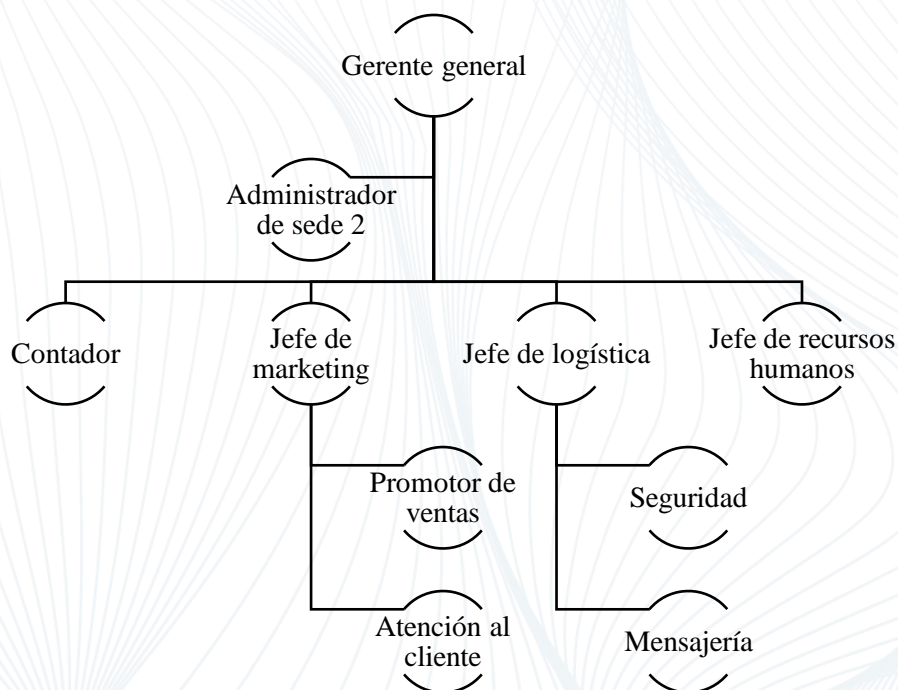 Gerente general
Administrador
de sede 2
Contador
Jefe de
marketing
Jefe de logística
Jefe de recursos
humanos
Promotor de
ventas
Seguridad
Atención al
cliente
Mensajería